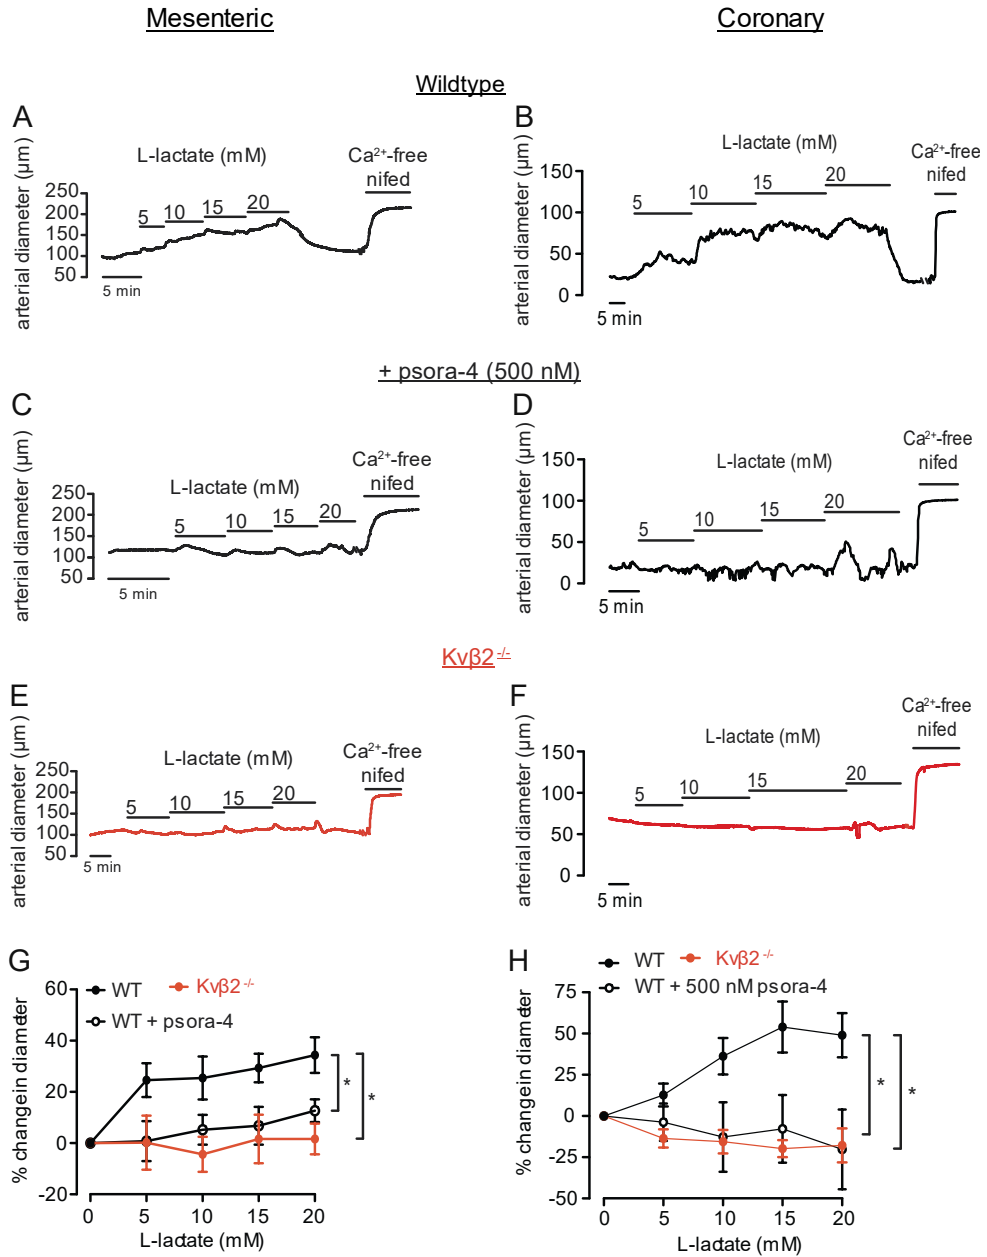 Mesenteric
Coronary
Wildtype
A
L-lactate (mM)
Ca²⁺-free
nifed
arterial diameter (µm)
250
200
150
100
50
5
10
15
20
5 min
B
L-lactate (mM)
Ca²⁺-free
nifed
arterial diameter (µm)
150
100
50
0
5
10
15
20
5 min
+ psora-4 (500 nM)
C
L-lactate (mM)
Ca²⁺-free
nifed
arterial diameter (µm)
250
200
150
100
50
5
10
15
20
5 min
D
L-lactate (mM)
Ca²⁺-free
nifed
arterial diameter (µm)
150
100
50
0
5
10
15
20
5 min
Kvβ2⁻/⁻
E
L-lactate (mM)
Ca²⁺-free
nifed
arterial diameter (µm)
250
200
150
100
50
5
10
15
20
5 min
F
L-lactate (mM)
Ca²⁺-free
nifed
arterial diameter (µm)
150
100
50
0
5
10
15
20
5 min
G
WT
Kvβ2⁻/⁻
WT + psora-4
% changein diameter
60
40
20
0
-20
*
*
0 5 10 15 20
L-lactate (mM)
H
WT
Kvβ2⁻/⁻
WT + 500 nM psora-4
% changein diameter
75
50
25
0
-25
-50
*
*
0 5 10 15 20
L-lactate (mM)